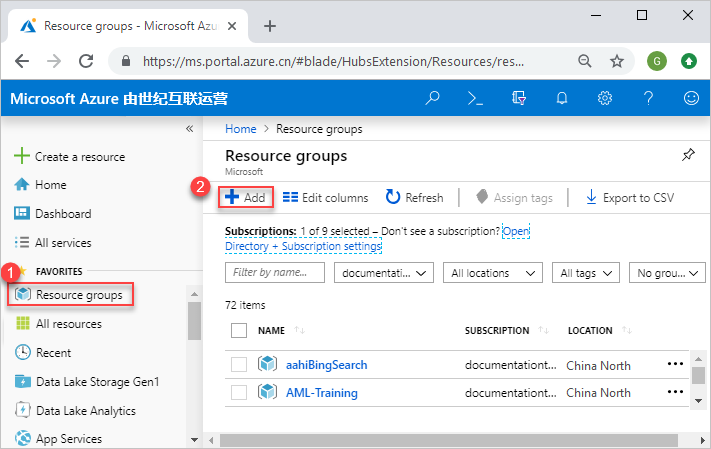 Resource groups - Microsoft Az
https://ms.portal.azure.cn/#blade/HubsExtension/Resources/res...
G
Microsoft Azure 由世纪互联运营
Create a resource
Home
Dashboard
All services
FAVORITES
1
Resource groups
All resources
Recent
Data Lake Storage Gen1
Data Lake Analytics
App Services
Home > Resource groups
Resource groups
Microsoft
2
Add Edit columns Refresh Assign tags Export to CSV
Subscriptions: 1 of 9 selected – Don't see a subscription? Open
Directory + Subscription settings
Filter by name... documentati... All locations All tags No grou...
72 items
NAME SUBSCRIPTION LOCATION
aahiBingSearch documentationt... China North
AML-Training documentationt... China North